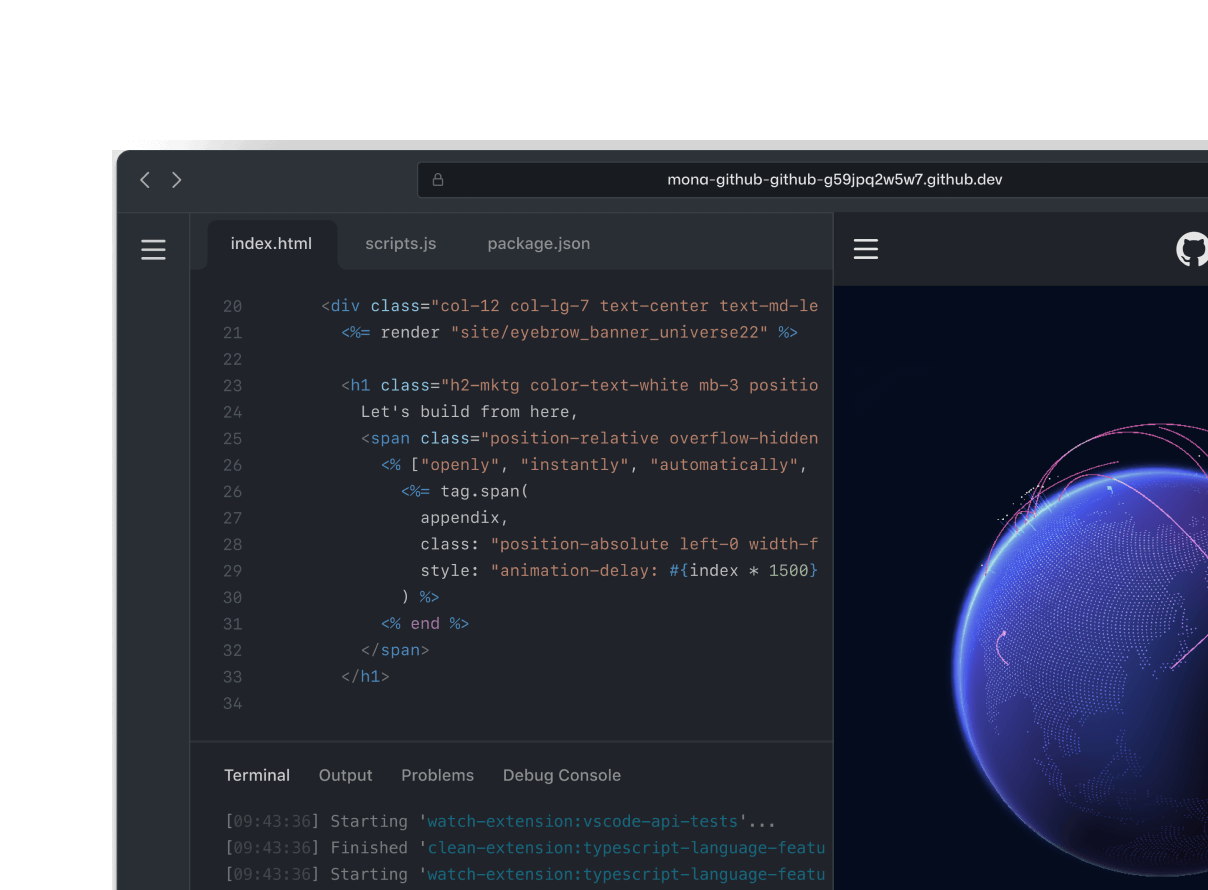 mona-github-github-g59jpq2w5w7.github.dev
index.html scripts.js package.json
20 <div class="col-12 col-lg-7 text-center text-md-le
21 <%= render "site/eyebrow_banner_universe22" %>
22
23 <h1 class="h2-mktg color-text-white mb-3 positio
24 Let's build from here,
25 <span class="position-relative overflow-hidden
26 <% ["openly", "instantly", "automatically",
26 <%= tag.span(
27 appendix,
28 class: "position-absolute left-0 width-f
29 style: "animation-delay: #{index * 1500}
30 ) %>
31 <% end %>
32 </span>
33 </h1>
34
Terminal Output Problems Debug Console
[09:43:36] Starting 'watch-extension:vscode-api-tests'...
[09:43:36] Finished 'clean-extension:typescript-language-featu
[09:43:36] Starting 'watch-extension:typescript-language-featu